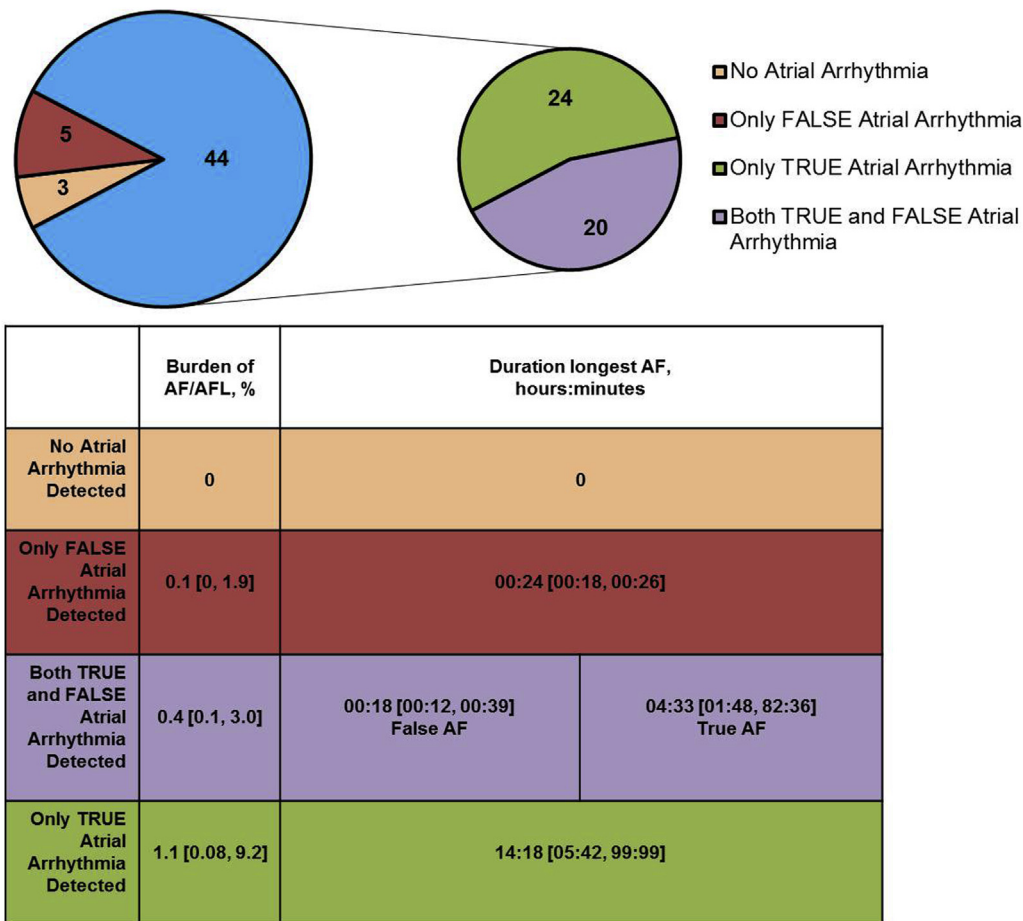 5
3
44
24
20
No Atrial Arrhythmia
Only FALSE Atrial Arrhythmia
Only TRUE Atrial Arrhythmia
Both TRUE and FALSE Atrial
Arrhythmia
Burden of
AF/AFL, %
Duration longest AF,
hours:minutes
No Atrial
Arrhythmia
Detected
0
0
Only FALSE
Atrial
Arrhythmia
Detected
0.1 [0, 1.9]
00:24 [00:18, 00:26]
Both TRUE
and FALSE
Atrial
Arrhythmia
Detected
0.4 [0.1, 3.0]
00:18 [00:12, 00:39]
False AF
04:33 [01:48, 82:36]
True AF
Only TRUE
Atrial
Arrhythmia
Detected
1.1 [0.08, 9.2]
14:18 [05:42, 99:99]